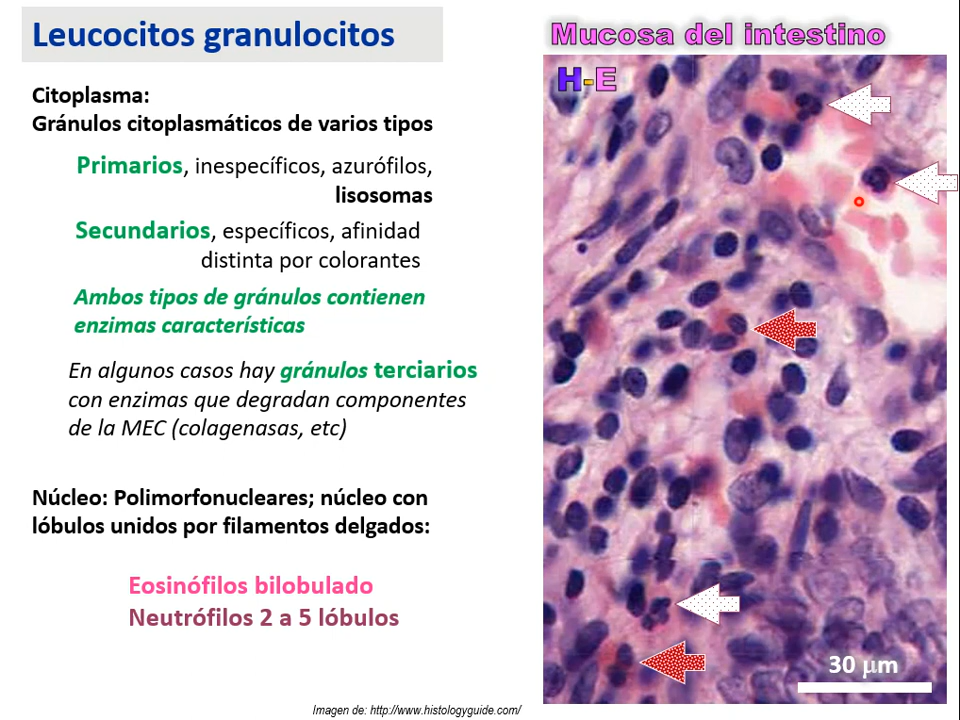 Leucocitos granulocitos
Citoplasma:
Gránulos citoplasmáticos de varios tipos
Primarios, inespecíficos, azurófilos,
lisosomas
Secundarios, específicos, afinidad
distinta por colorantes
Ambos tipos de gránulos contienen
enzimas características
En algunos casos hay gránulos terciarios
con enzimas que degradan componentes
de la MEC (colagenasas, etc)
Núcleo: Polimorfonucleares; núcleo con
lóbulos unidos por filamentos delgados:
Eosinófilos bilobulado
Neutrófilos 2 a 5 lóbulos
Mucosa del intestino
H-E
30 µm
Imagen de: http://www.histologyguide.com/